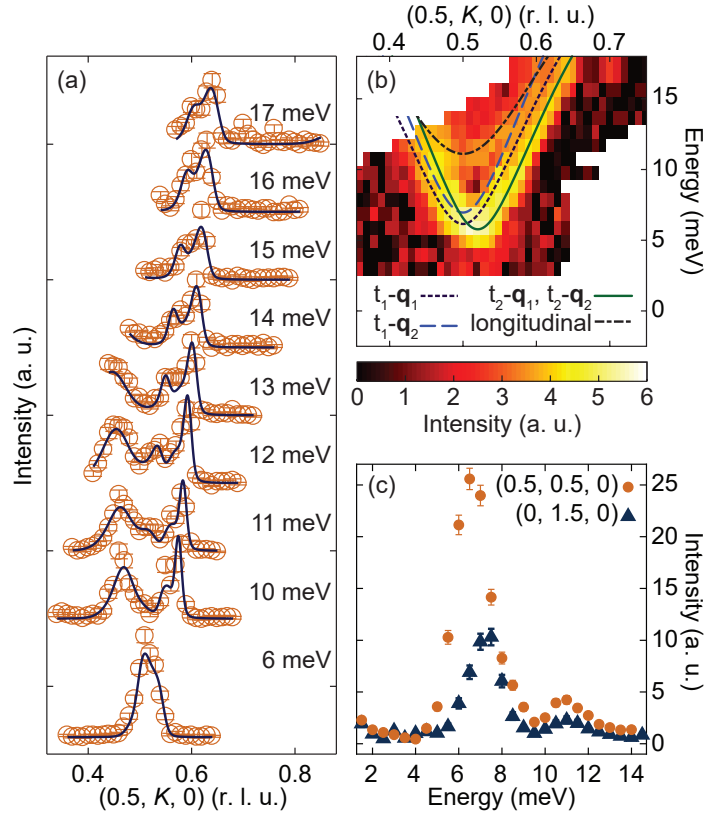 (0.5, K, 0) (r. l. u.)
0.4 0.5 0.6 0.7
(a)
17 meV
16 meV
15 meV
14 meV
13 meV
12 meV
11 meV
10 meV
6 meV
Intensity (a. u.)
0.4 0.6 0.8
(0.5, K, 0) (r. l. u.)
(b)
15
10
5
0
Energy (meV)
t₁-q₁ t₂-q₁, t₂-q₂
t₁-q₂ longitudinal
0 1 2 3 4 5 6
Intensity (a. u.)
(c)
(0.5, 0.5, 0)
(0, 1.5, 0)
25
20
15
10
5
0
Intensity (a. u.)
2 4 6 8 10 12 14
Energy (meV)